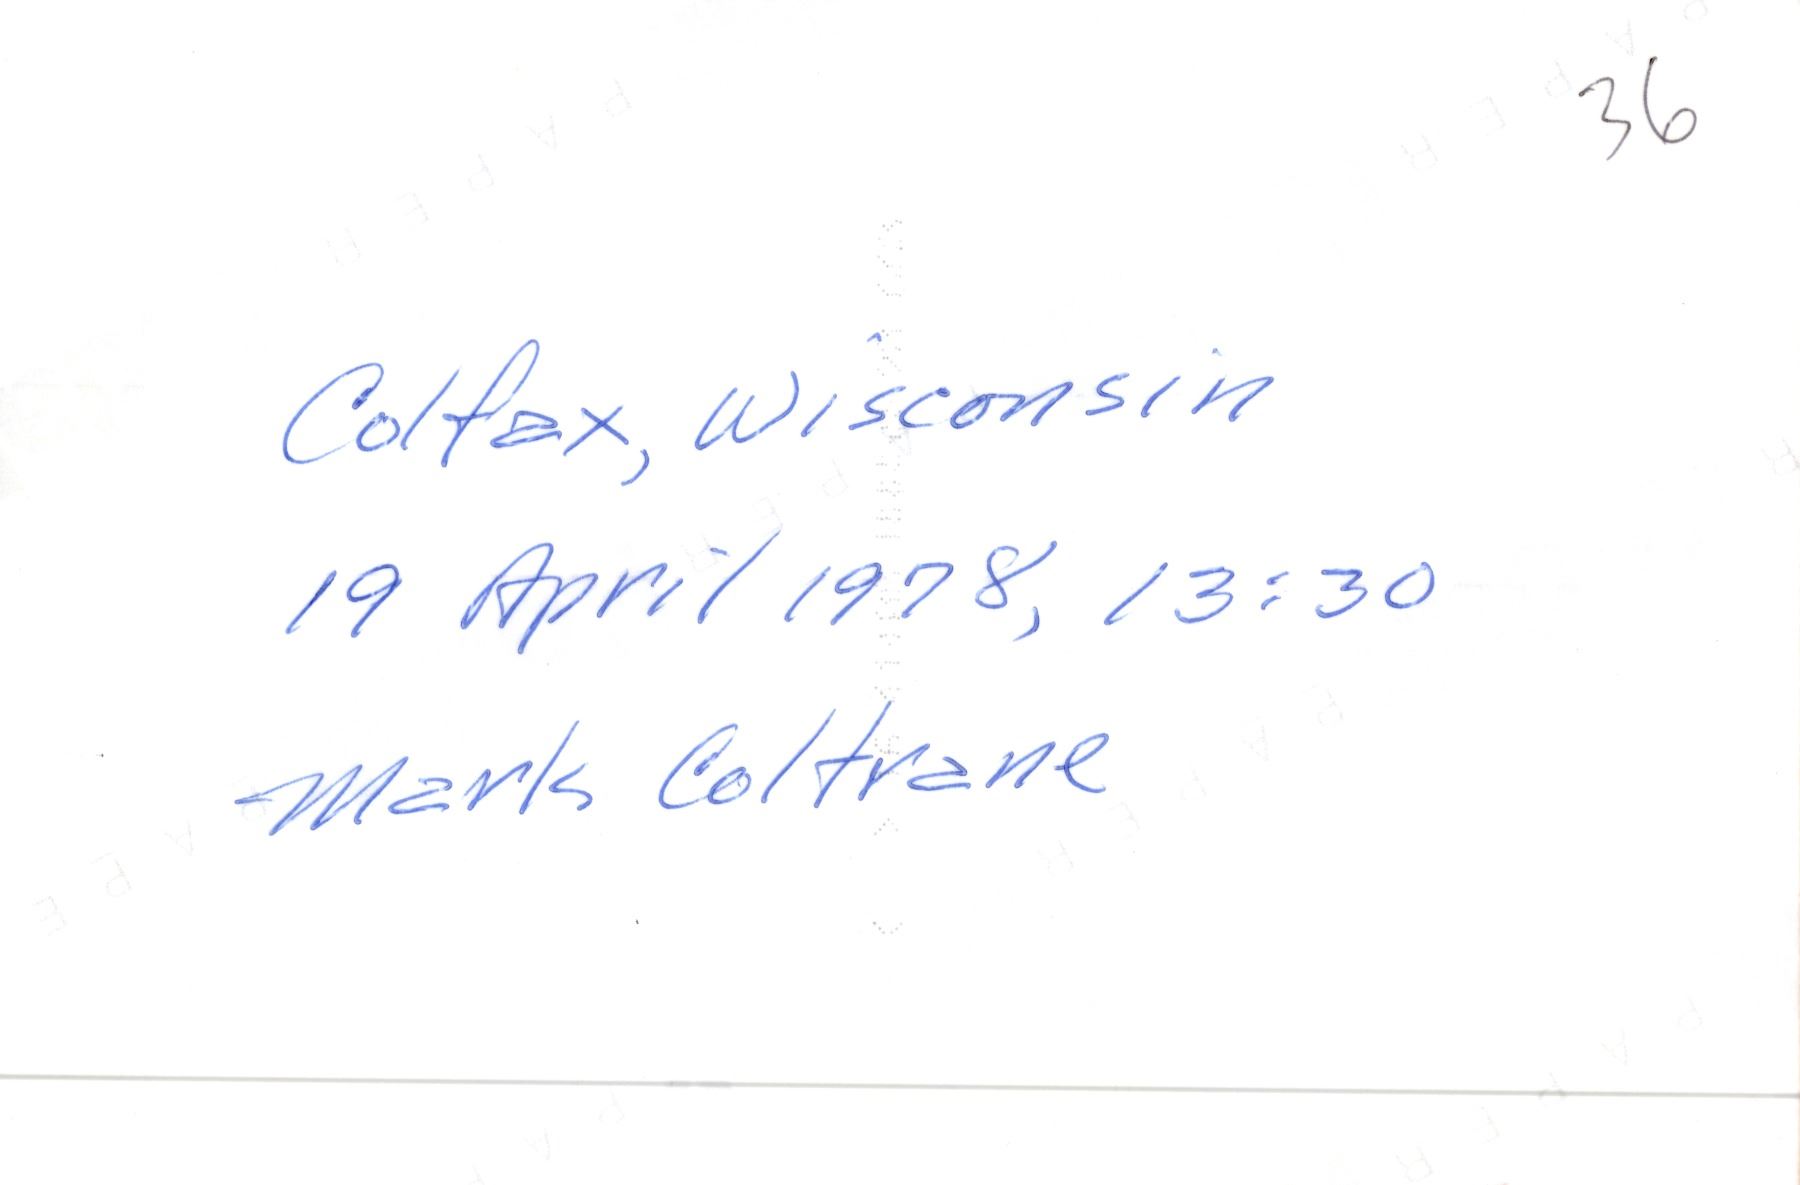 36
Colfax, Wisconsin
19 April 1978, 13:30
Mark Coltrane